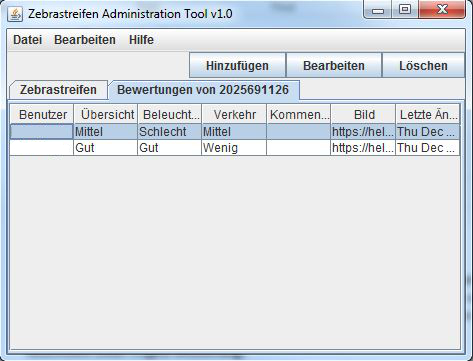 Zebrastreifen Administration Tool v1.0
Datei Bearbeiten Hilfe
Hinzufügen Bearbeiten Löschen
Zebrastreifen Bewertungen von 2025691126
Benutzer Übersicht Beleucht... Verkehr Kommen... Bild Letzte Än...
Mittel Schlecht Mittel https://hel... Thu Dec ...
Gut Gut Wenig https://hel... Thu Dec ...